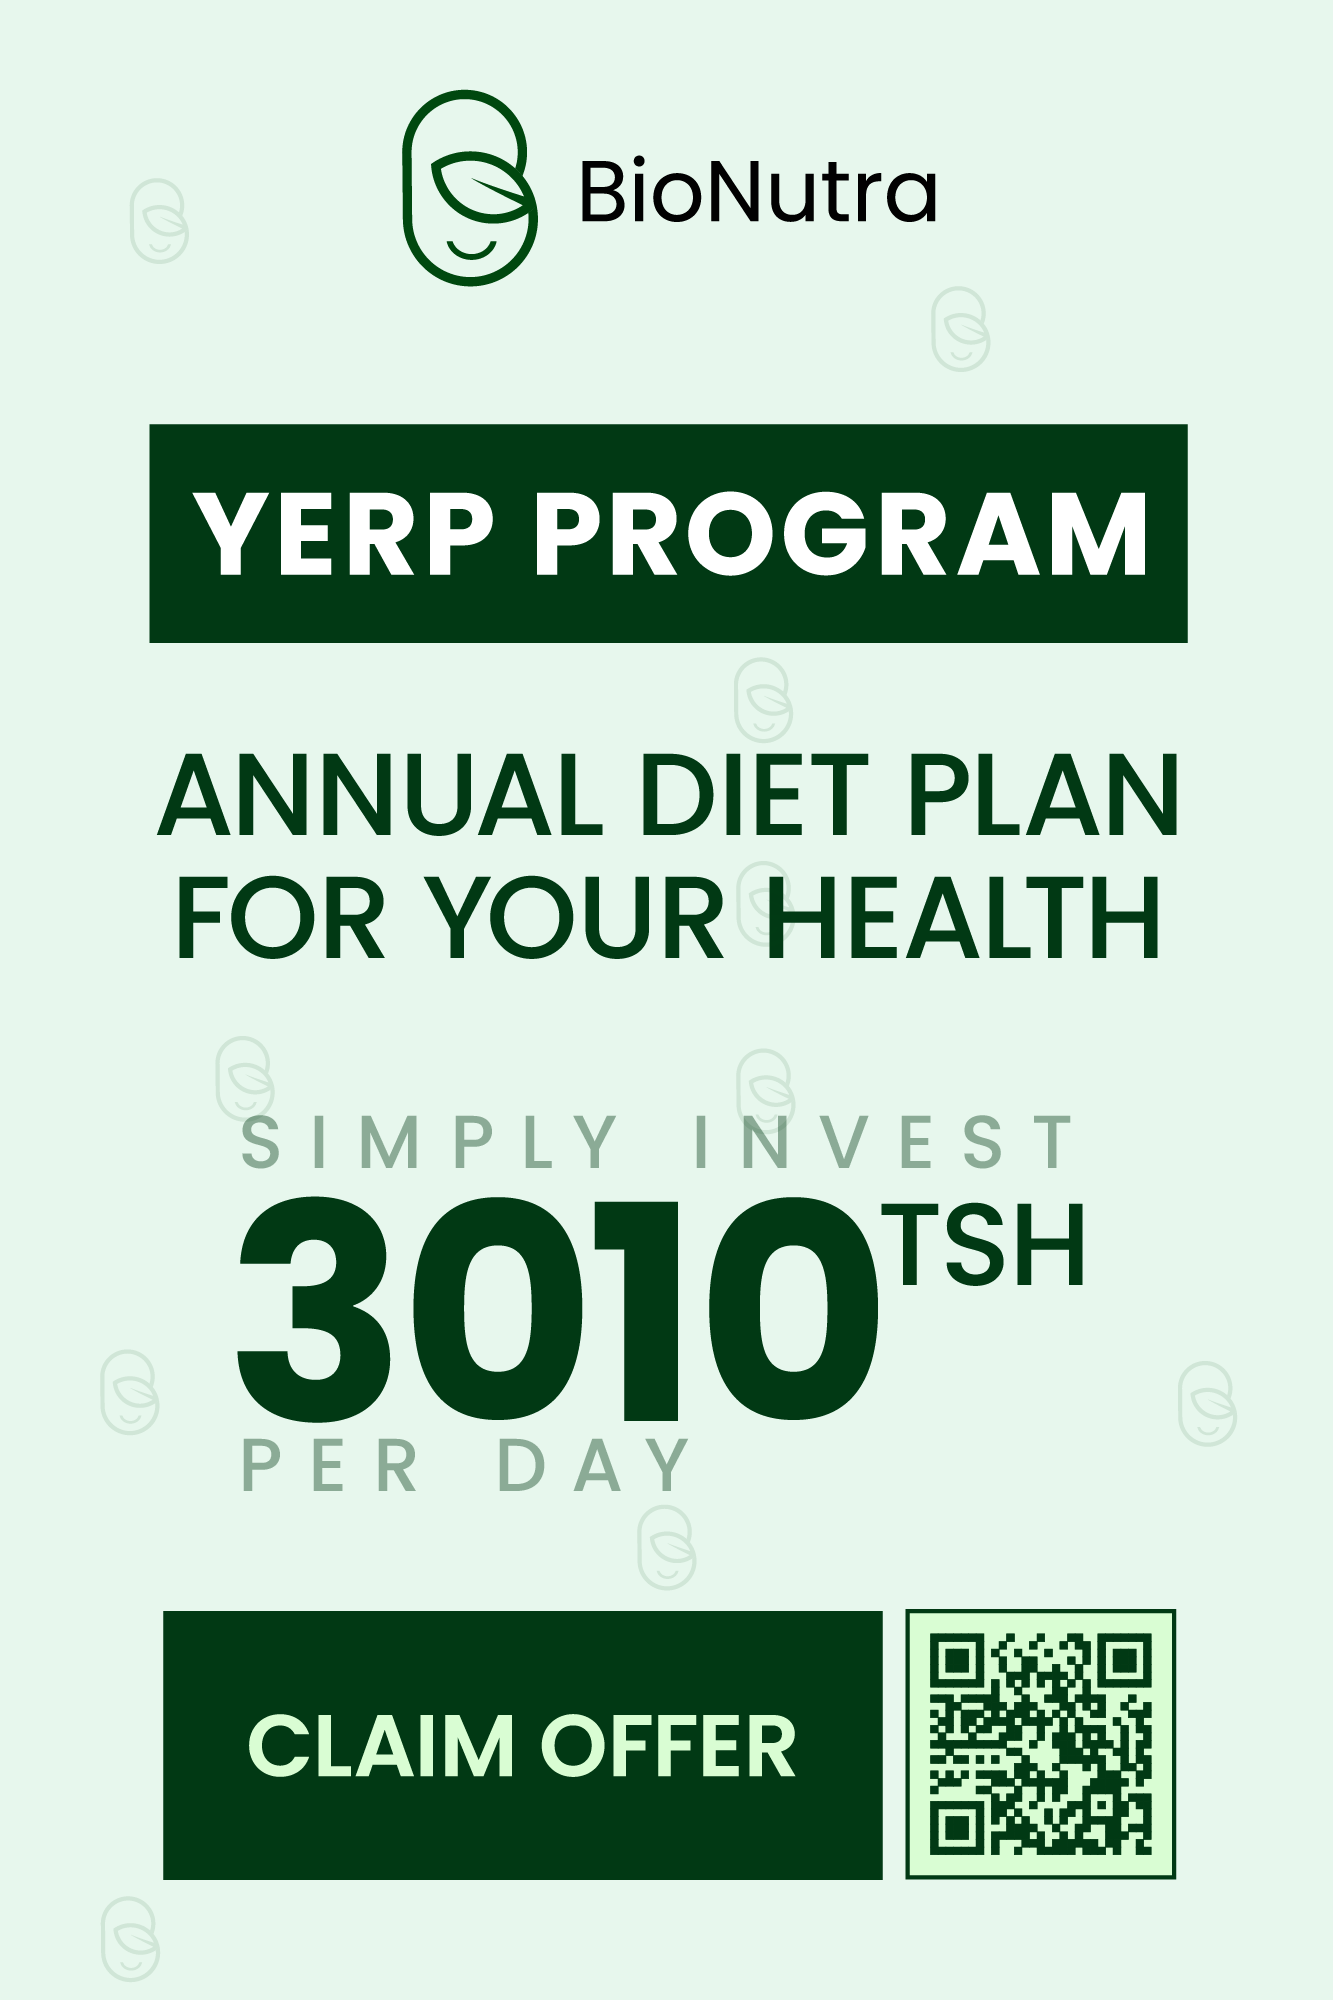 BioNutra
YERP PROGRAM
ANNUAL DIET PLAN
FOR YOUR HEALTH
SIMPLY INVEST
3010TSH
PER DAY
CLAIM OFFER